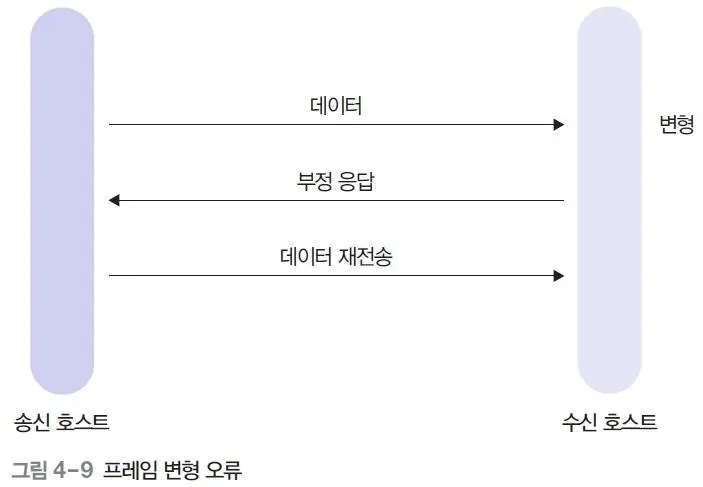 데이터
변형
부정 응답
데이터 재전송
송신 호스트
수신 호스트
그림 4-9 프레임 변형 오류